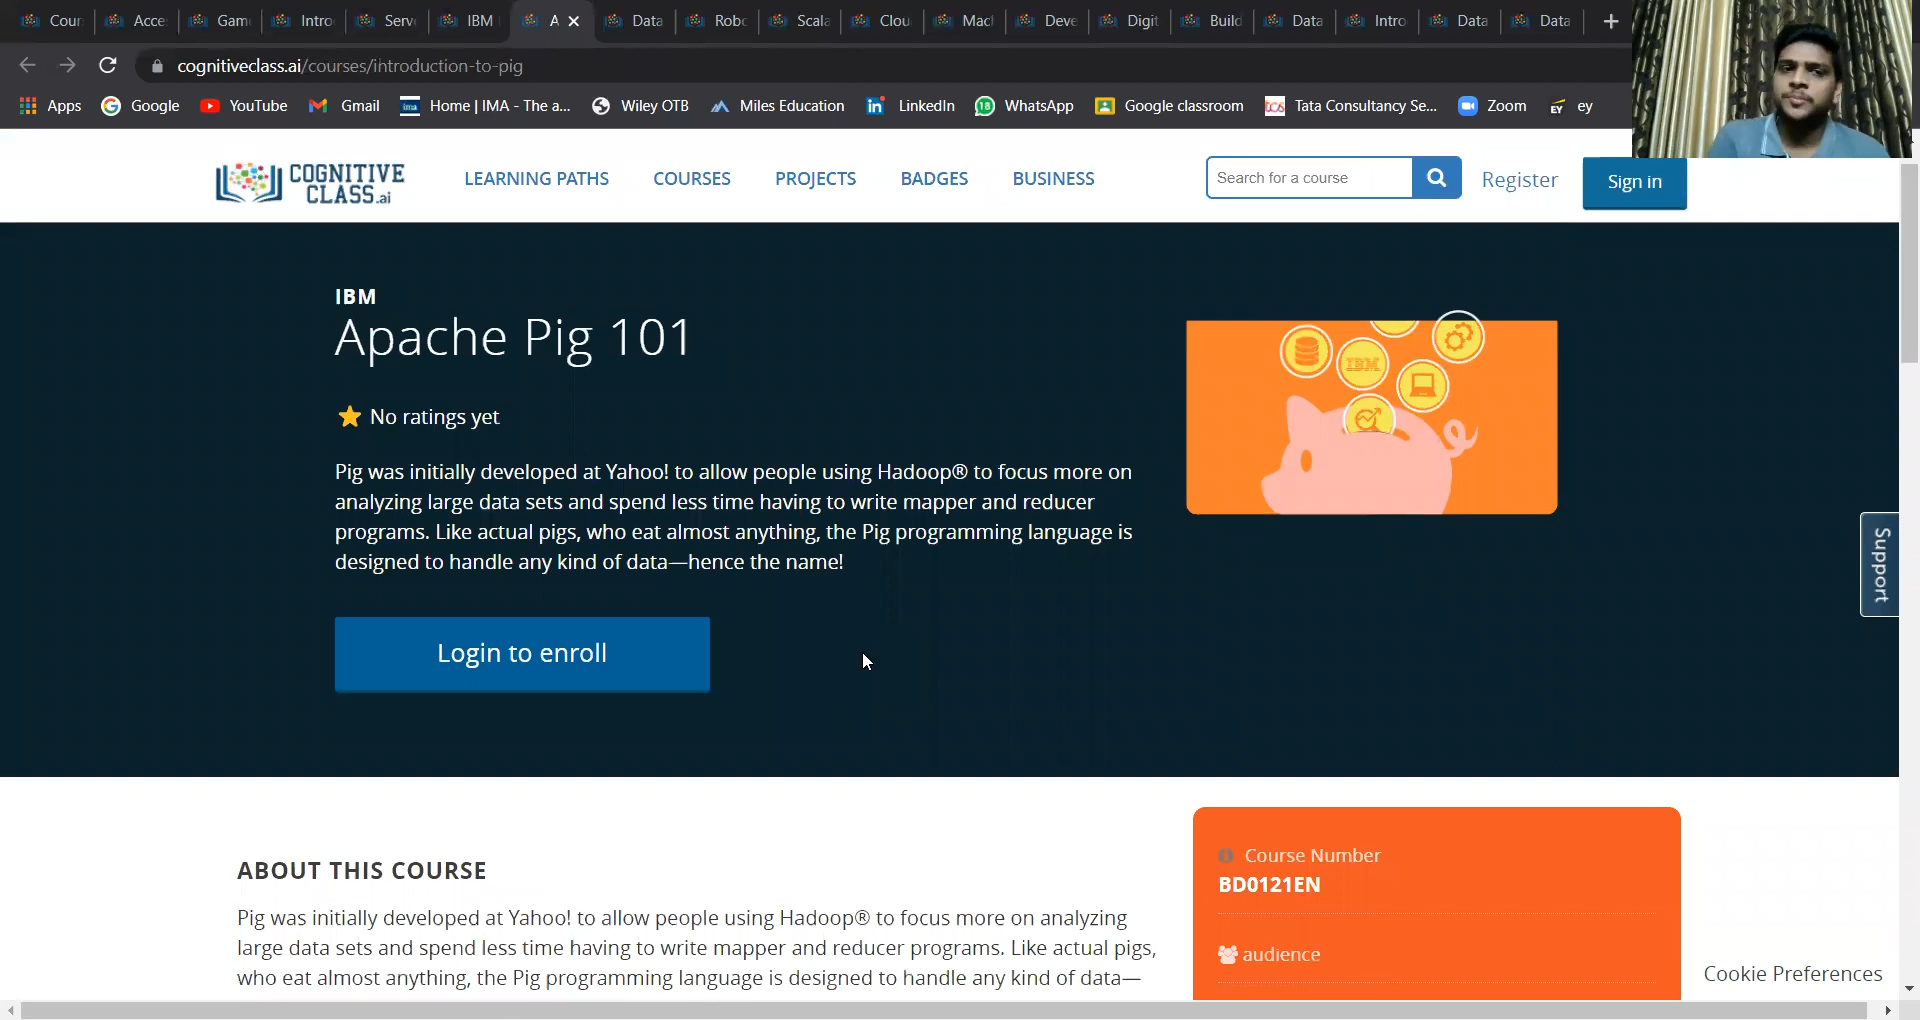 Cour
Acce
Game
Intro
Serve
IBM
A
Data
Robo
Scala
Clou
Mach
Deve
Digit
Build
Data
Intro
Data
Data
cognitiveclass.ai/courses/introduction-to-pig
Apps
Google
YouTube
Gmail
Home | IMA - The a...
Wiley OTB
Miles Education
LinkedIn
WhatsApp
Google classroom
Tata Consultancy Se...
Zoom
ey
COGNITIVE
CLASS.ai
LEARNING PATHS
COURSES
PROJECTS
BADGES
BUSINESS
Search for a course
Register
Sign in
IBM
Apache Pig 101
No ratings yet
Pig was initially developed at Yahoo! to allow people using Hadoop® to focus more on
analyzing large data sets and spend less time having to write mapper and reducer
programs. Like actual pigs, who eat almost anything, the Pig programming language is
designed to handle any kind of data—hence the name!
Login to enroll
IBM
Support
ABOUT THIS COURSE
Pig was initially developed at Yahoo! to allow people using Hadoop® to focus more on analyzing
large data sets and spend less time having to write mapper and reducer programs. Like actual pigs,
who eat almost anything, the Pig programming language is designed to handle any kind of data—
Course Number
BD0121EN
audience
Cookie Preferences